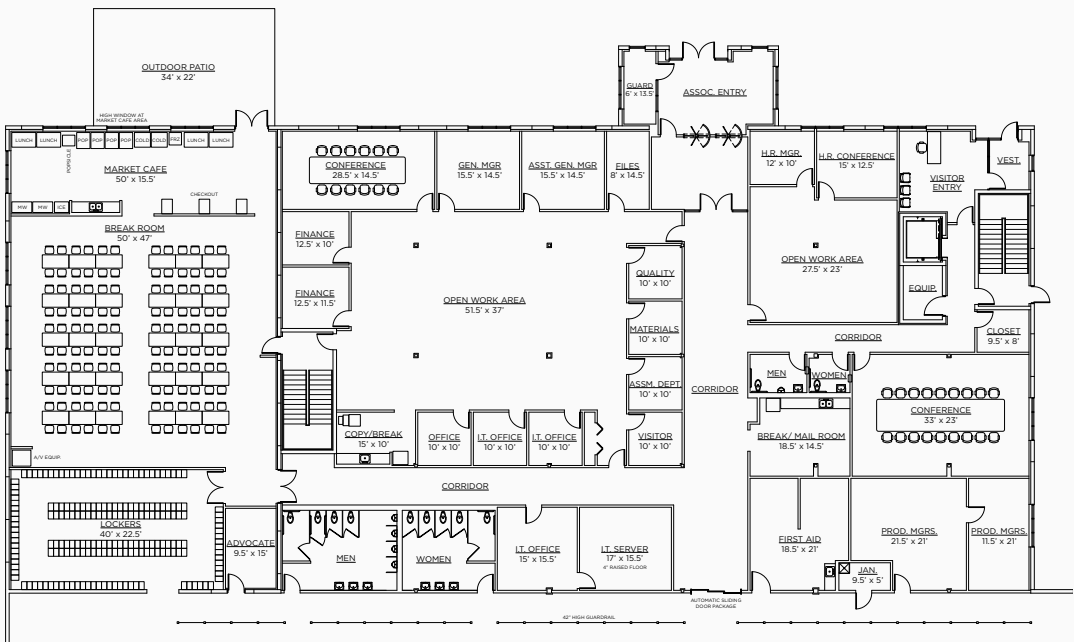 OUTDOOR PATIO
34' x 22'
HIGH WINDOW AT
MARKET CAFE AREA
LUNCH LUNCH POPSICLE POP POP POP POP COLD COLD FRZ LUNCH LUNCH
MARKET CAFE
50' x 15.5'
CHECKOUT
MW MW ICE
BREAK ROOM
50' x 47'
A/V EQUIP.
LOCKERS
40' x 22.5'
ADVOCATE
9.5' x 15'
CONFERENCE
28.5' x 14.5'
GEN. MGR
15.5' x 14.5'
ASST. GEN. MGR
15.5' x 14.5'
FILES
8' x 14.5'
GUARD
6' x 13.5'
ASSOC. ENTRY
H.R. MGR.
12' x 10'
H.R. CONFERENCE
15' x 12.5'
VISITOR
ENTRY
VEST.
FINANCE
12.5' x 10'
FINANCE
12.5' x 11.5'
OPEN WORK AREA
51.5' x 37'
QUALITY
10' x 10'
MATERIALS
10' x 10'
ASSM. DEPT.
10' x 10'
VISITOR
10' x 10'
OPEN WORK AREA
27.5' x 23'
EQUIP.
CLOSET
9.5' x 8'
CORRIDOR
CORRIDOR
MEN
WOMEN
CONFERENCE
33' x 23'
BREAK/ MAIL ROOM
18.5' x 14.5'
COPY/BREAK
15' x 10'
OFFICE
10' x 10'
I.T. OFFICE
10' x 10'
I.T. OFFICE
10' x 10'
CORRIDOR
MEN
WOMEN
I.T. OFFICE
15' x 15.5'
I.T. SERVER
17' x 15.5'
4" RAISED FLOOR
FIRST AID
18.5' x 21'
JAN.
9.5' x 5'
PROD. MGRS.
21.5' x 21'
PROD. MGRS.
11.5' x 21'
AUTOMATIC SLIDING
DOOR PACKAGE
42" HIGH GUARDRAIL